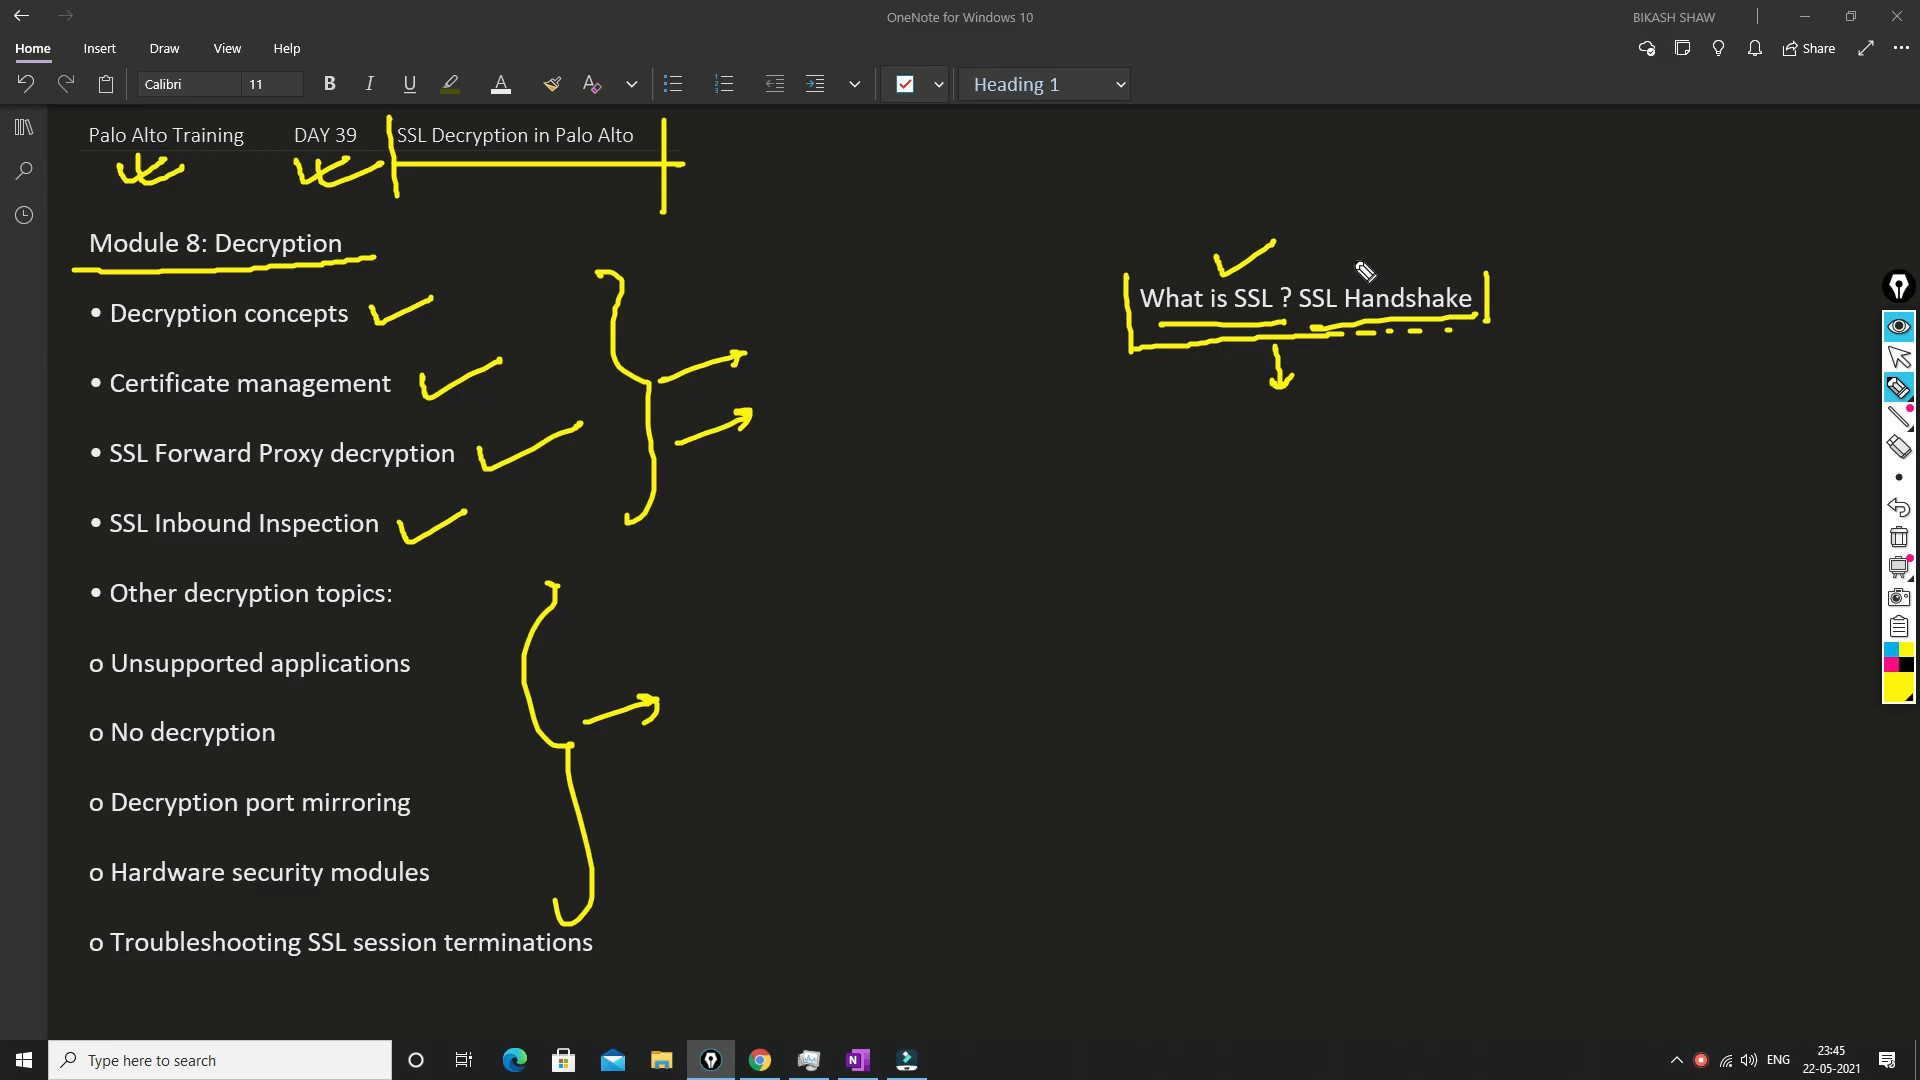 OneNote for Windows 10
BIKASH SHAW
Home Insert Draw View Help
Share
Calibri 11 B I U A A Heading 1
Palo Alto Training DAY 39 SSL Decryption in Palo Alto
Module 8: Decryption
• Decryption concepts
• Certificate management
• SSL Forward Proxy decryption
• SSL Inbound Inspection
• Other decryption topics:
o Unsupported applications
o No decryption
o Decryption port mirroring
o Hardware security modules
o Troubleshooting SSL session terminations
What is SSL ? SSL Handshake
Type here to search
N
ENG
23:45
22-05-2021